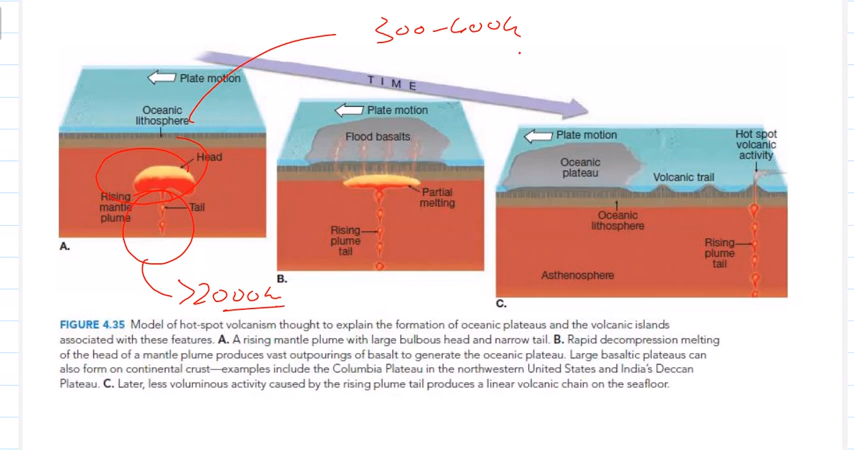 300-600k
TIME
Plate motion
Oceanic
lithosphere
Head
Rising
mantle
plume
Tail
A.
>2000k
Plate motion
Flood basalts
Partial
melting
Rising
plume
tail
B.
Plate motion
Hot spot
volcanic
activity
Oceanic
plateau
Volcanic trail
Oceanic
lithosphere
Rising
plume
tail
Asthenosphere
C.
FIGURE 4.35 Model of hot-spot volcanism thought to explain the formation of oceanic plateaus and the volcanic islands
associated with these features. A. A rising mantle plume with large bulbous head and narrow tail. B. Rapid decompression melting
of the head of a mantle plume produces vast outpourings of basalt to generate the oceanic plateau. Large basaltic plateaus can
also form on continental crust—examples include the Columbia Plateau in the northwestern United States and India's Deccan
Plateau. C. Later, less voluminous activity caused by the rising plume tail produces a linear volcanic chain on the seafloor.